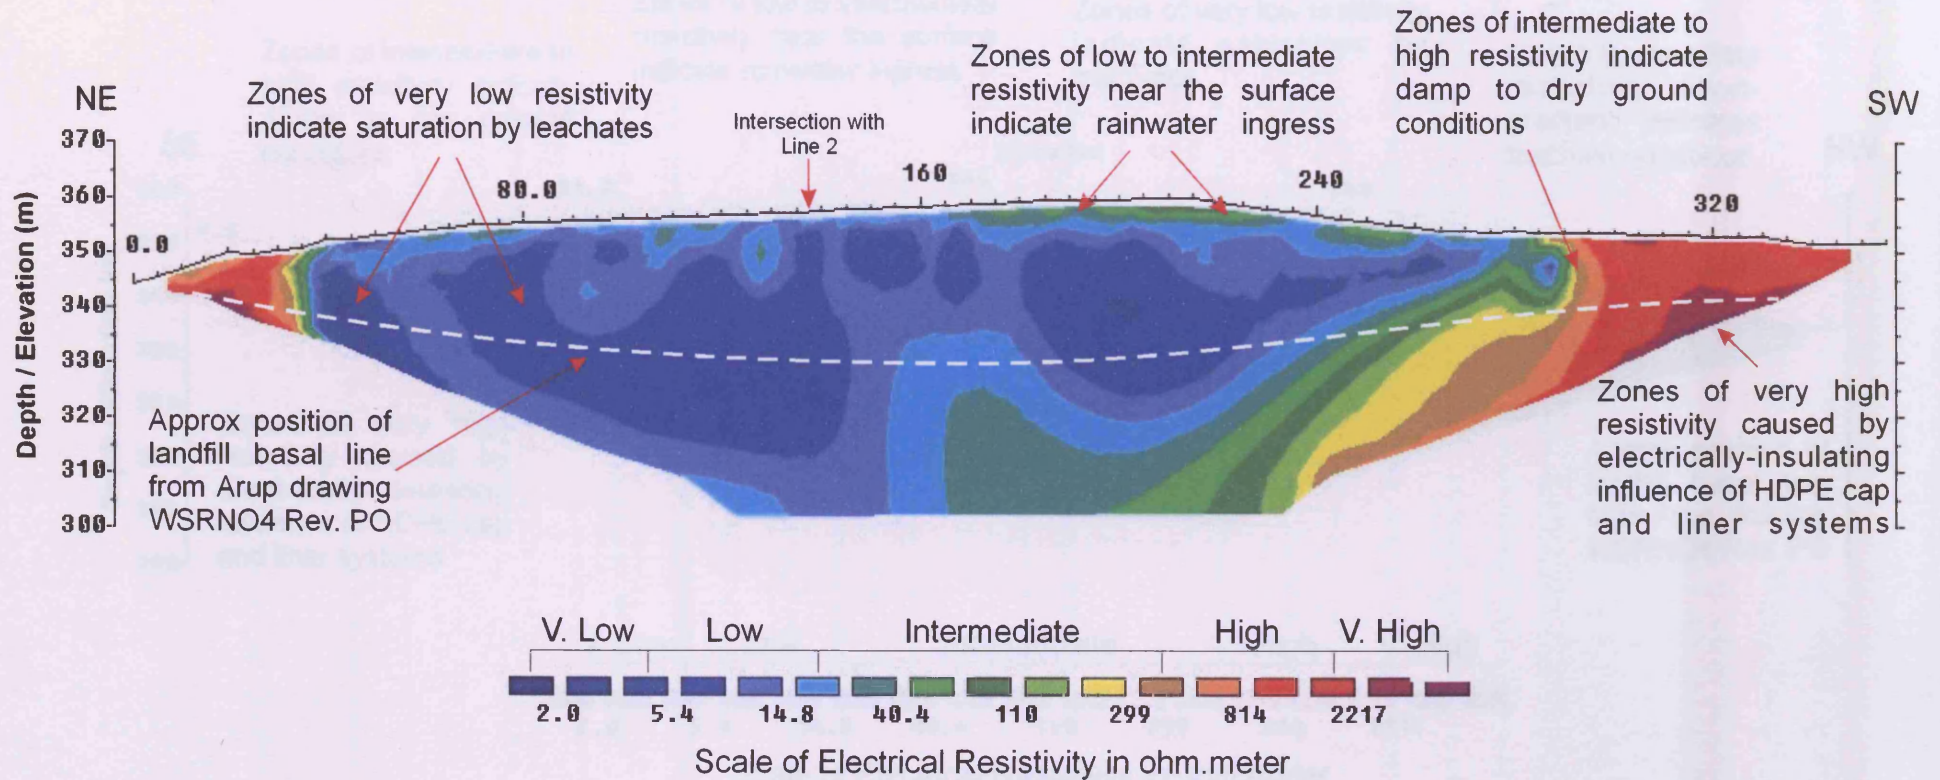 Zones of intermediate to
high resistivity indicate
damp to dry ground
conditions
Zones of low to intermediate
resistivity near the surface
indicate rainwater ingress
Zones of very low resistivity
indicate saturation by leachates
Intersection with
Line 2
NE
SW
Depth / Elevation (m)
370
360
350
340
330
320
310
300
0.0
80.0
160
240
320
Approx position of
landfill basal line
from Arup drawing
WSRNO4 Rev. PO
Zones of very high
resistivity caused by
electrically-insulating
influence of HDPE cap
and liner systems
V. Low Low Intermediate High V. High
2.0 5.4 14.8 40.4 110 299 814 2217
Scale of Electrical Resistivity in ohm.meter